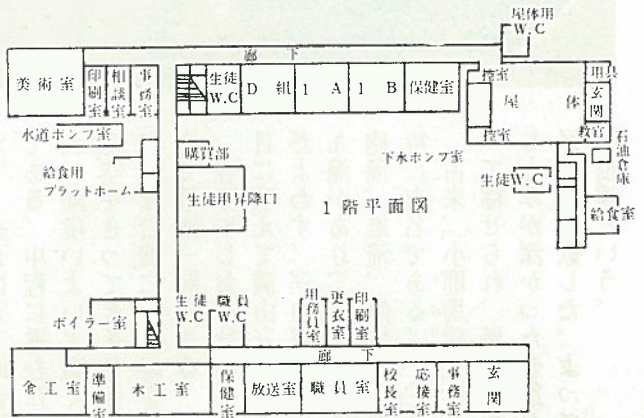 屋体用
W.C
廊下
美術室
印刷室
相談室
事務室
生徒
W.C
D組
1A
1B
保健室
控室
屋体
控室
用具
玄関
教官
水道ポンプ室
給食用
プラットホーム
購買部
生徒用昇降口
下水ポンプ室
生徒W.C
石油倉庫
給食室
1階平面図
ボイラー室
生徒
W.C
職員
W.C
用務員室
更衣室
印刷室
廊下
金工室
準備室
木工室
保健室
放送室
職員室
校長室
応接室
事務室
玄関